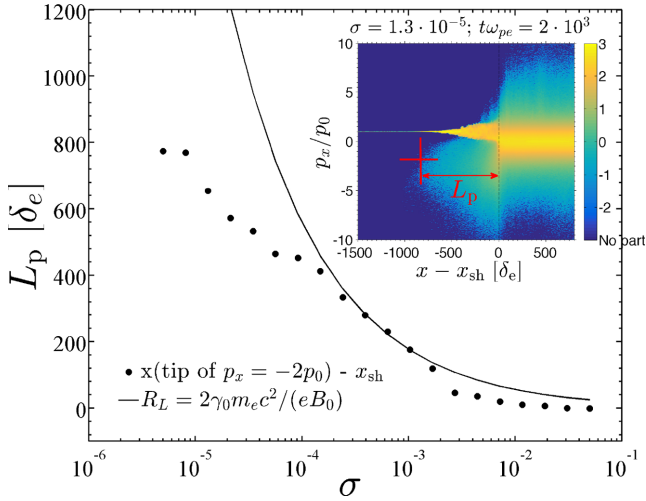 1200
1000
800
600
400
200
0
L_p [δ_e]
σ = 1.3 · 10^-5; tω_pe = 2 · 10^3
10
5
0
-5
-10
p_x/p_0
L_p
3
2
1
0
-1
-2
No part
-1500 -1000 -500 0 500
x − x_sh [δ_e]
● x(tip of p_x = −2p_0) - x_sh
— R_L = 2γ_0m_ec^2/(eB_0)
10^-6 10^-5 10^-4 10^-3 10^-2 10^-1
σ